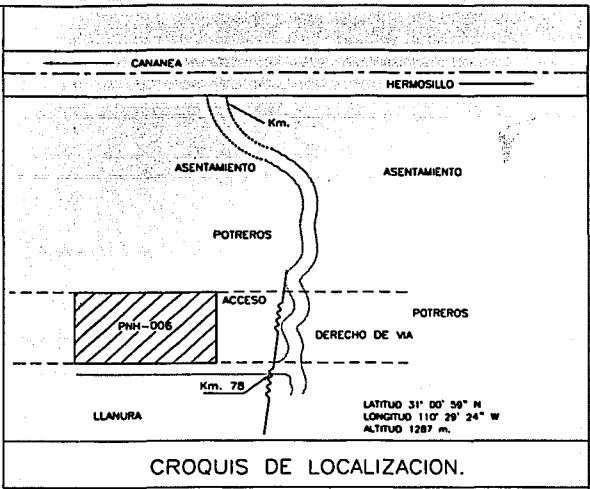 CANANEA
HERMOSILLO
Km.
ASENTAMIENTO
ASENTAMIENTO
POTREROS
ACCESO
POTREROS
PNH-006
DERECHO DE VIA
Km. 78
LLANURA
LATITUD 31° 00' 59" N
LONGITUD 110° 29' 24" W
ALTITUD 1287 m.
CROQUIS DE LOCALIZACION.